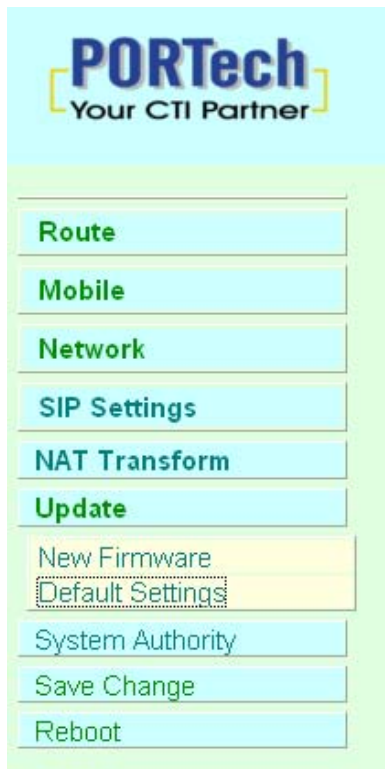 PORTech
Your CTI Partner
Route
Mobile
Network
SIP Settings
NAT Transform
Update
New Firmware
Default Settings
System Authority
Save Change
Reboot